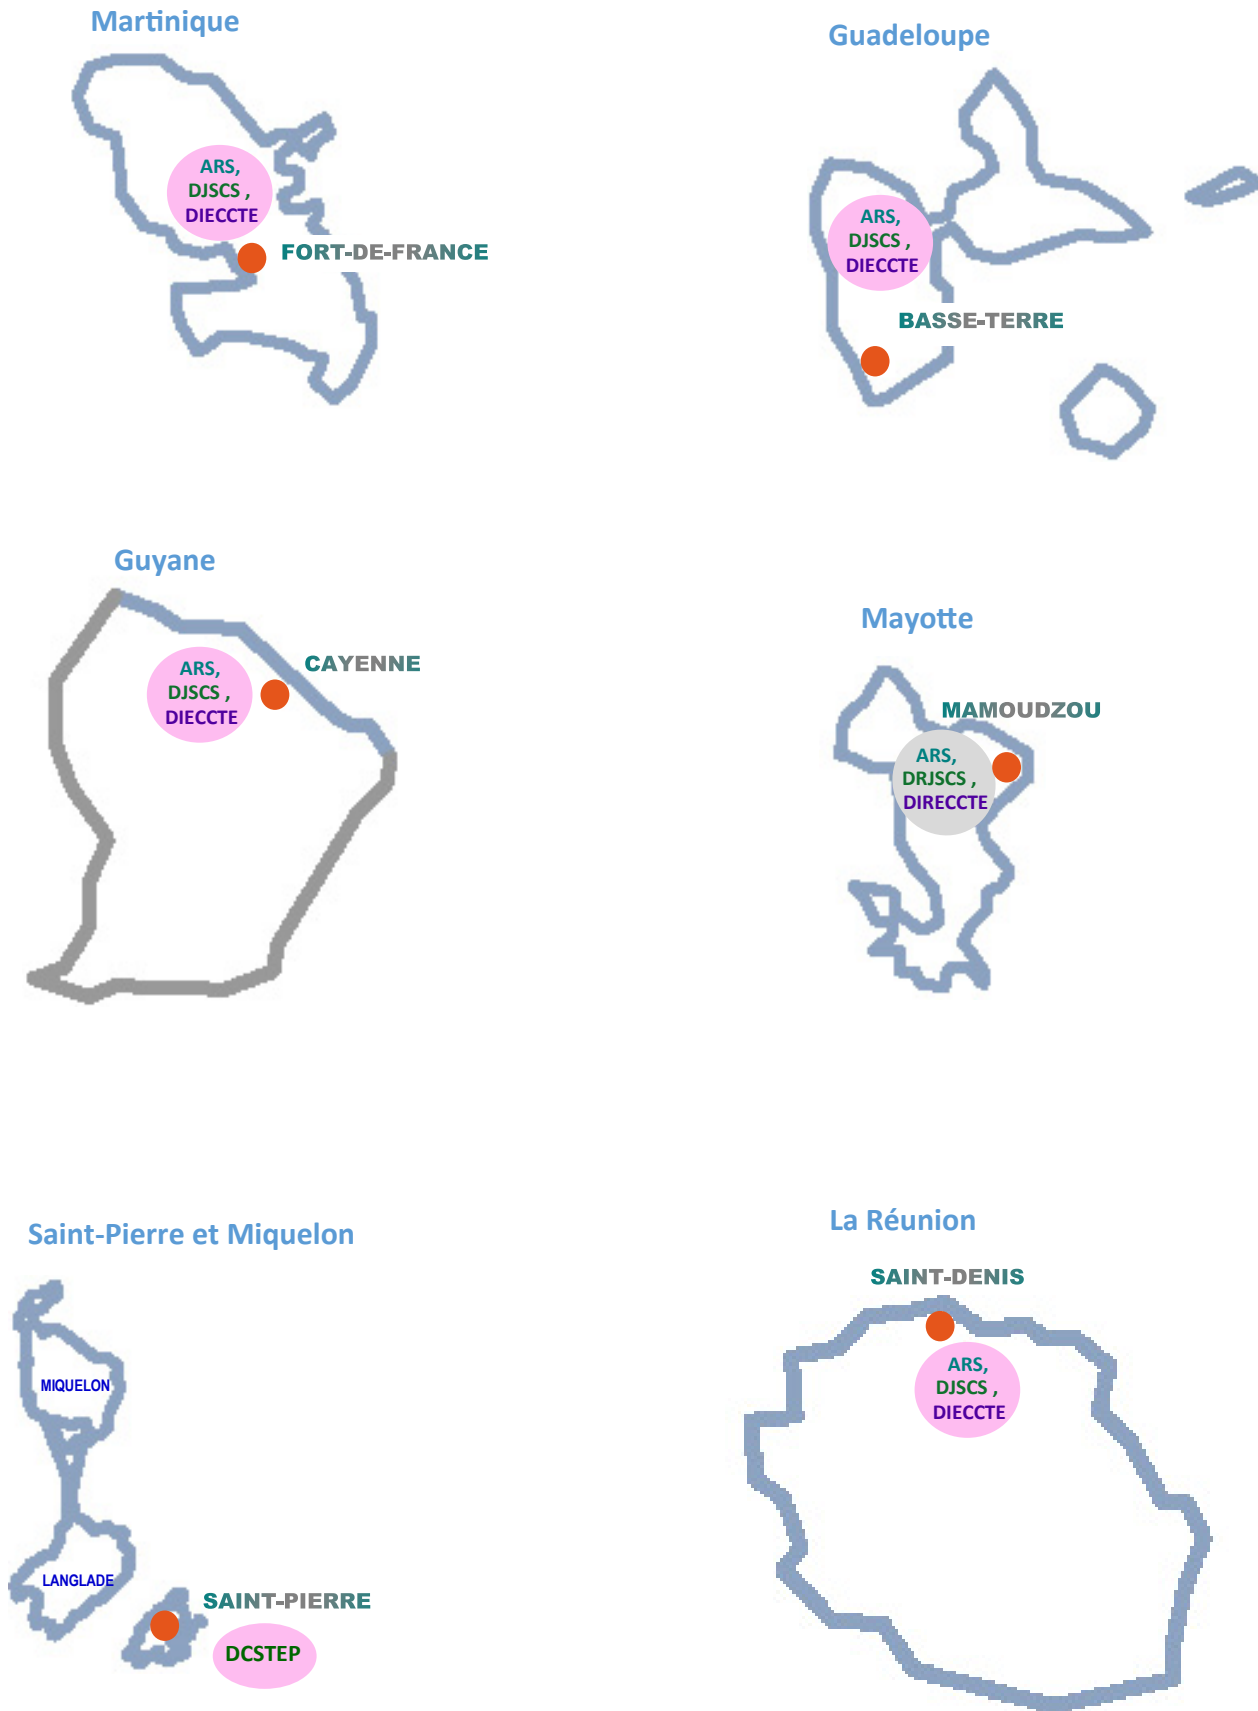 Martinique
ARS,
DJSCS ,
DIECCTE
FORT-DE-FRANCE
Guadeloupe
ARS,
DJSCS ,
DIECCTE
BASSE-TERRE
Guyane
ARS,
DJSCS ,
DIECCTE
CAYENNE
Mayotte
MAMOUDZOU
ARS,
DRJSCS ,
DIRECCTE
Saint-Pierre et Miquelon
MIQUELON
LANGLADE
SAINT-PIERRE
DCSTEP
La Réunion
SAINT-DENIS
ARS,
DJSCS ,
DIECCTE